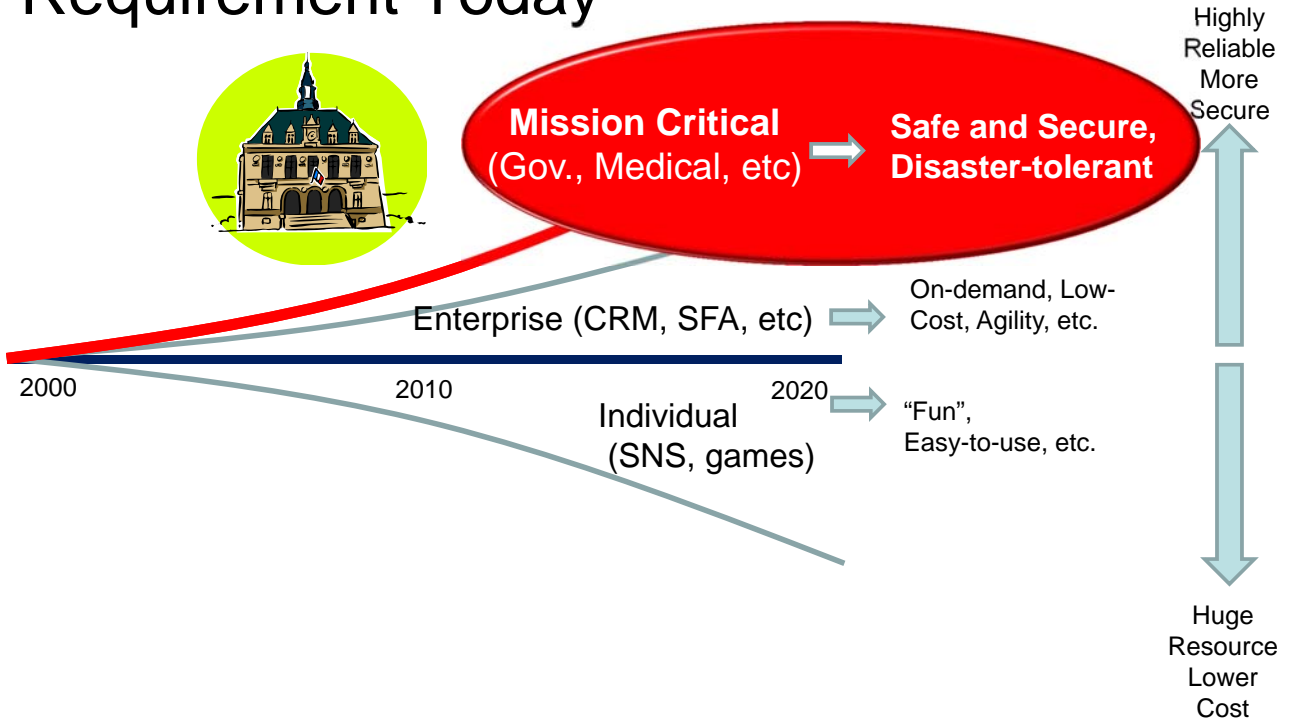 Requirement Today
Highly
Reliable
More
Secure
Mission Critical
(Gov., Medical, etc)
Safe and Secure,
Disaster-tolerant
Enterprise (CRM, SFA, etc)
On-demand, Low-
Cost, Agility, etc.
2000
2010
2020
Individual
(SNS, games)
“Fun”,
Easy-to-use, etc.
Huge
Resource
Lower
Cost